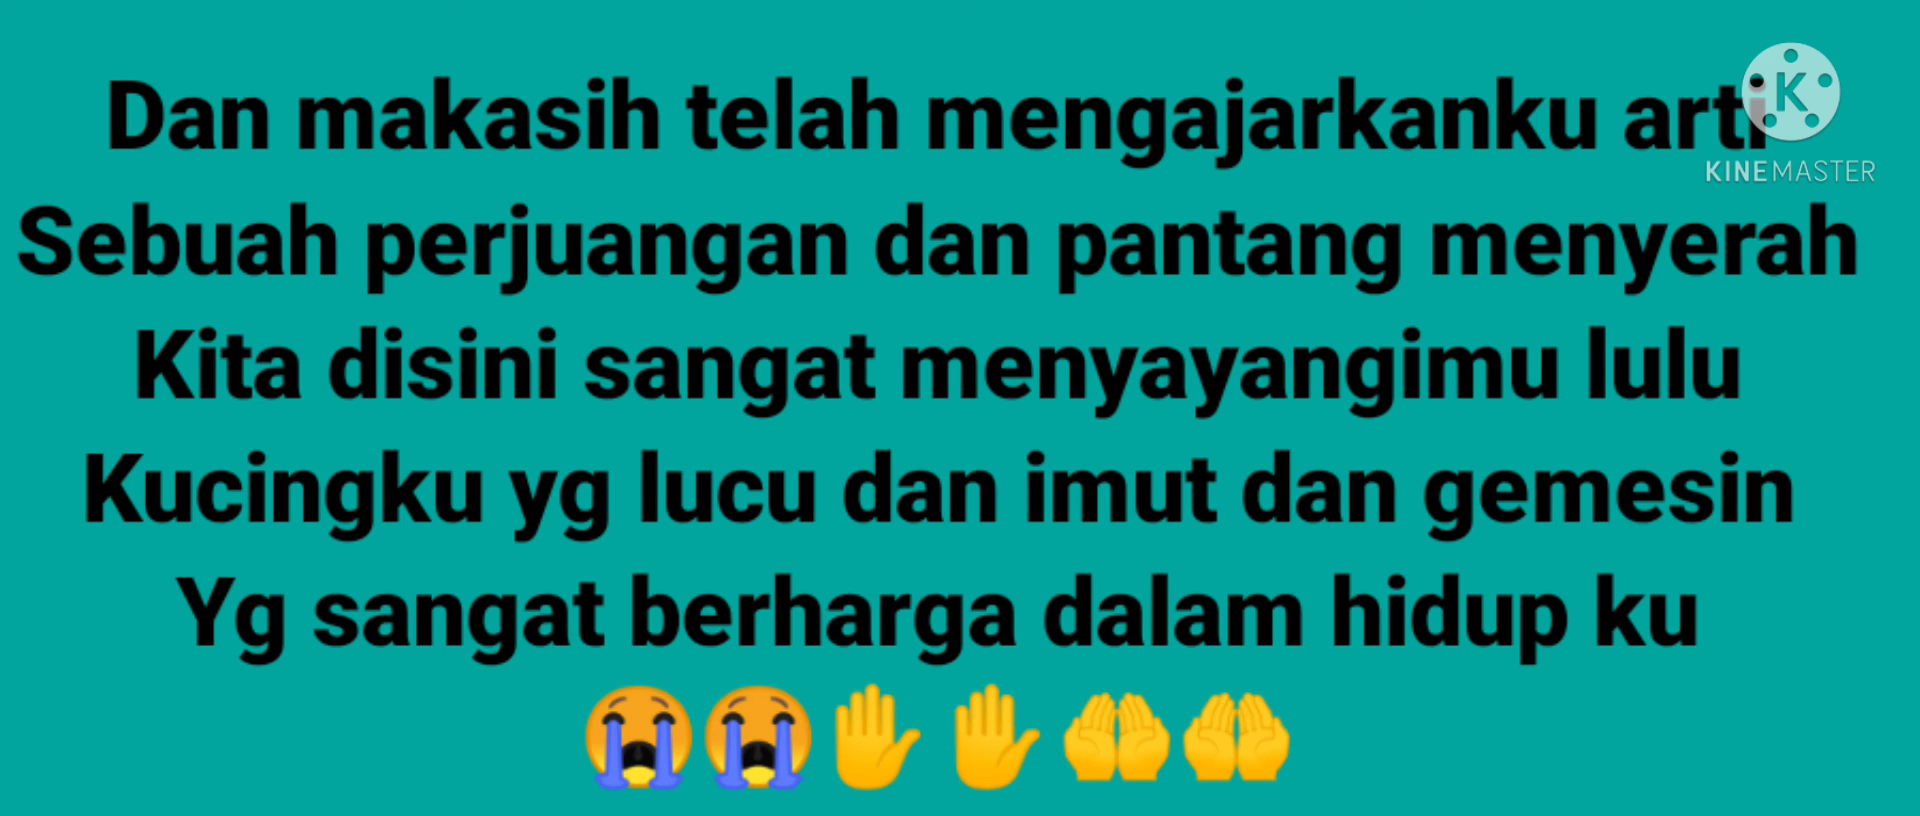 Dan makasih telah mengajarkanku arti
KINEMASTER
Sebuah perjuangan dan pantang menyerah
Kita disini sangat menyayangimu lulu
Kucingku yg lucu dan imut dan gemesin
Yg sangat berharga dalam hidup ku
😭😭✋✋🤲🤲